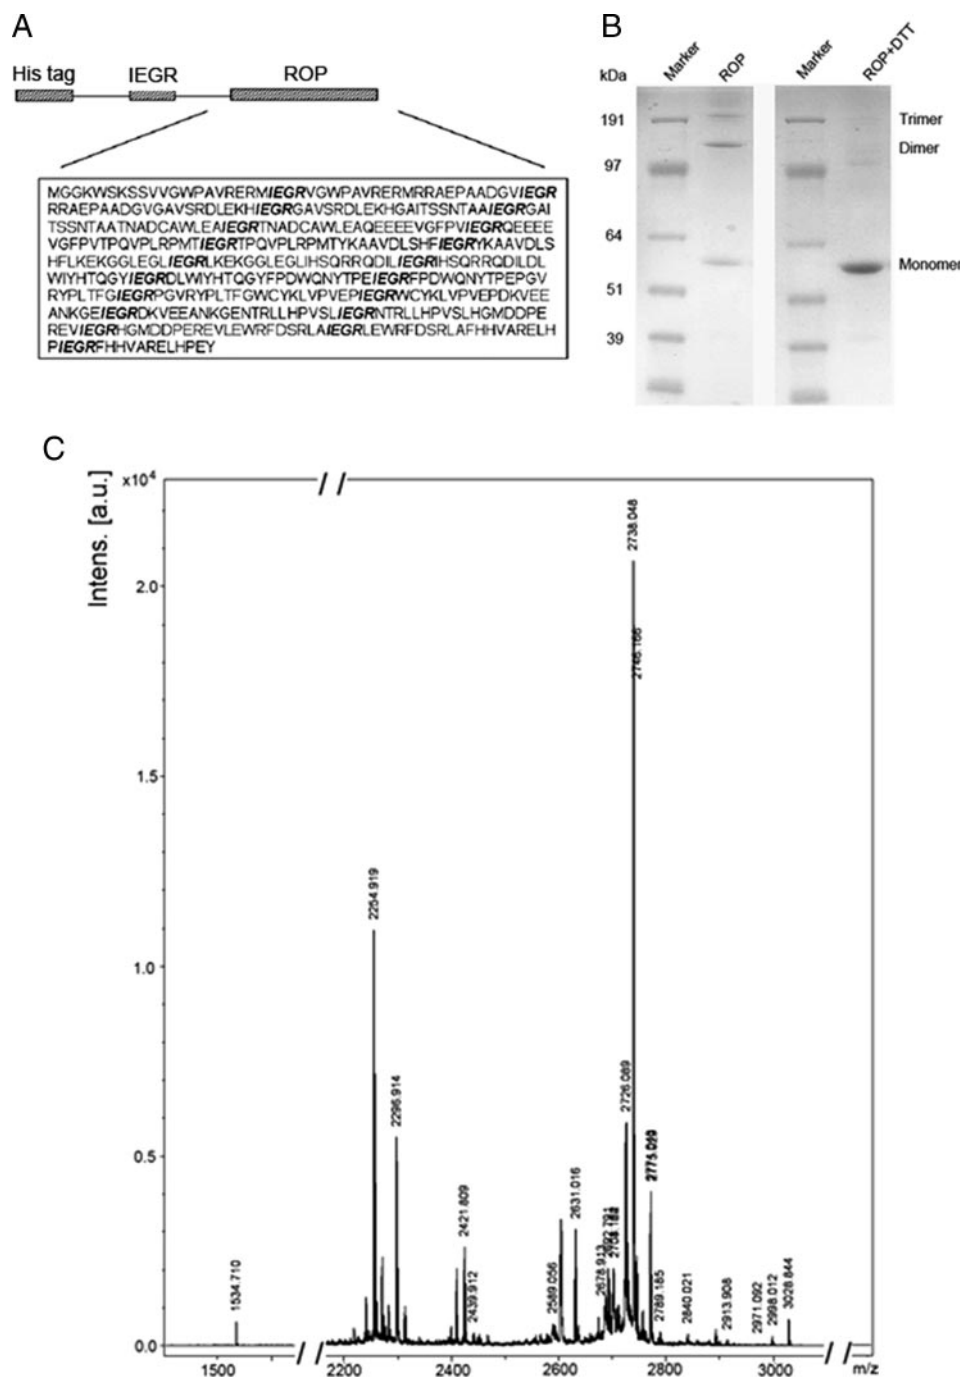 A
His tag IEGR ROP
MGGKWSKSSVVGWPAVRERMIEGRVGWPAVRERMRRAEPAADGVIEGR
RRAEPAADGVGAVSRDLEKHIEGRGAVSRDLEKHGAITSSNTAAIEGRGAI
TSSNTAATNADCAWLEAIEGRTNADCAWLEAQEEEEVGFPVIEGRQEEEE
VGFPVTPQVPLRPMTIEGRTPQVPLRPMTYKAAVDLSHFIEGRYKAAVDLS
HFLKEKGGLEGLIEGRLKEKGGLEGLIHSQRRQDILIEGRIHSQRRQDILDL
WIYHTQGYIEGRDLWIYHTQGYFPDWQNYTPEIEGRFPDWQNYTPEPGV
RYPLTFGIEGRPGVRYPLTFGWCYKLVPVEPIEGRWCYKLVPVEPDKVEE
ANKGEIEGRDKVEEANKGENTRLLHPVSLIEGRNTRLLHPVSLHGMDDPE
REVIEGRHGMDDPEREVLEWRFDSRLAIEGRLEWRFDSRLAFHHVARELH
PIEGRFHHVARELHPEY
B
kDa
Marker
ROP
Marker
ROP+DTT
191
97
64
51
39
Trimer
Dimer
Monomer
C
x10⁴
Intens. [a.u.]
2.0
1.5
1.0
0.5
0.0
1534.710
2254.919
2296.914
2421.809
2439.912
2589.056
2631.016
2678.913
2726.089
2738.048
2746.166
2789.185
2840.021
2913.908
2971.092
2998.012
3028.844
1500 2200 2400 2600 2800 3000 m/z